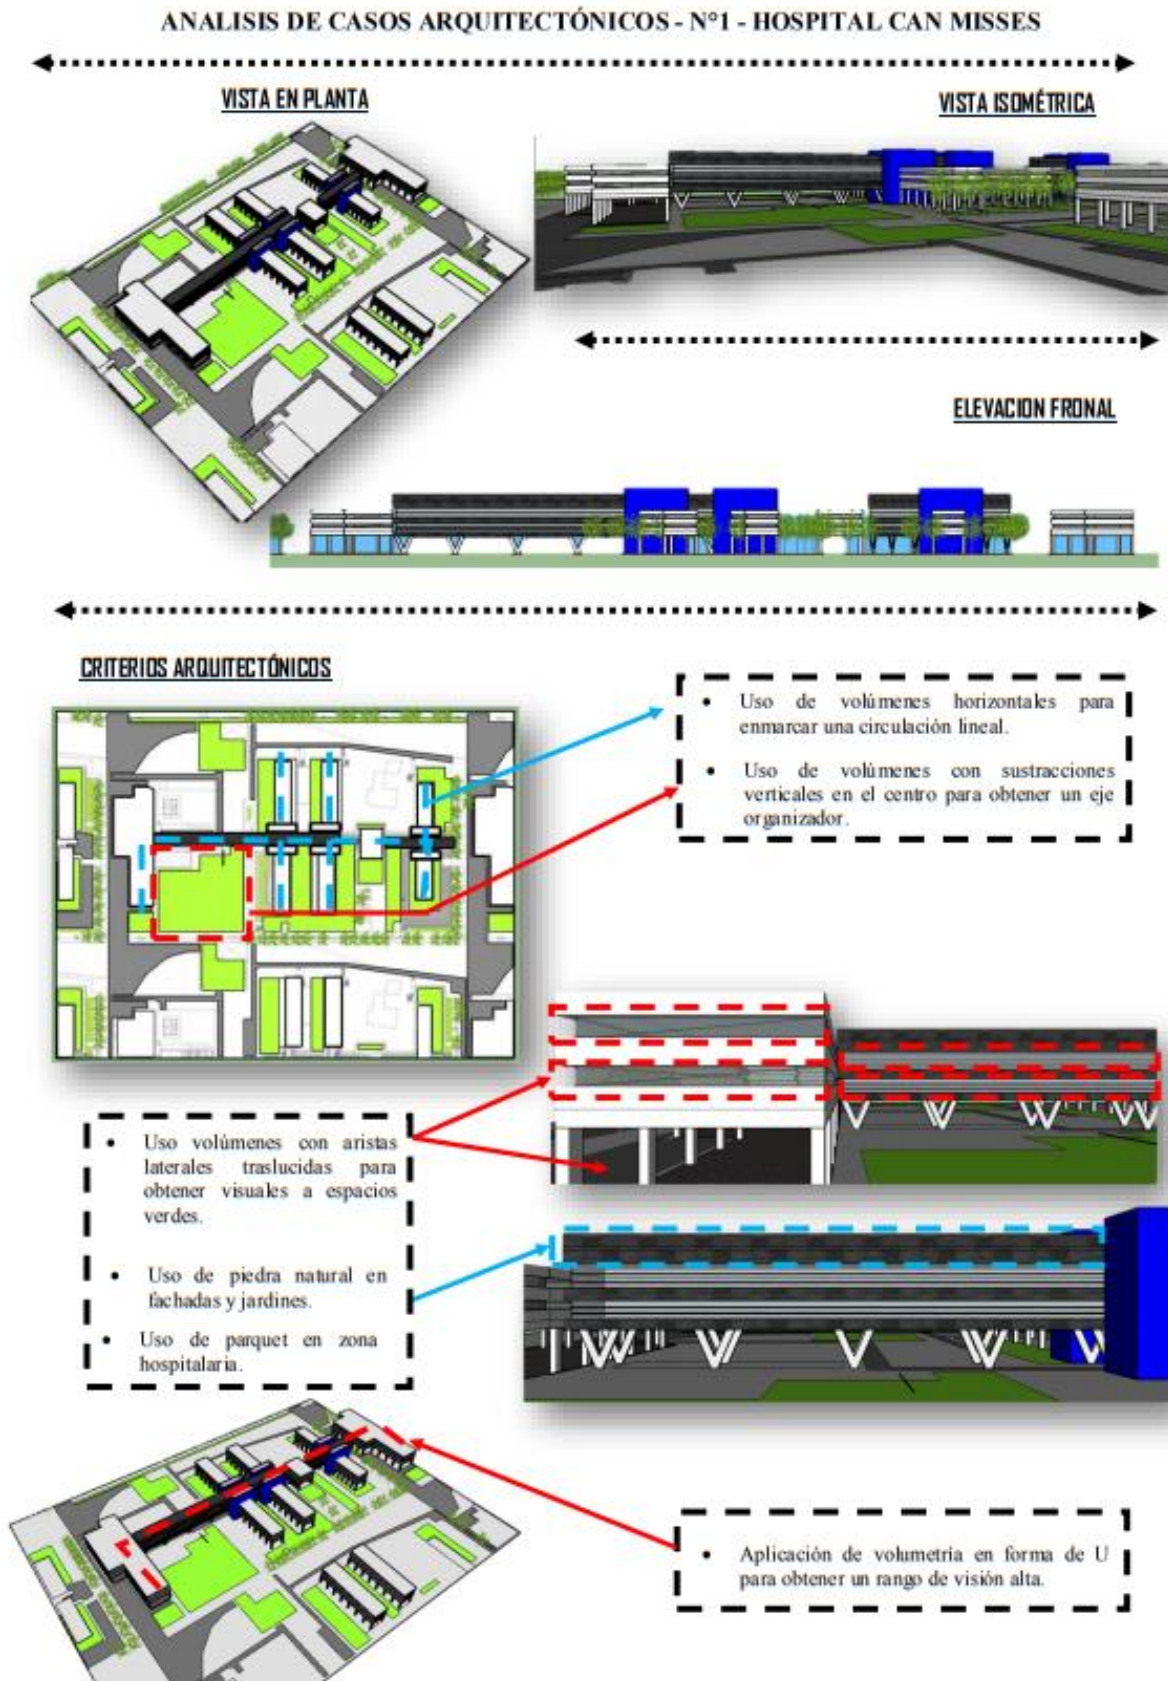 ANALISIS DE CASOS ARQUITECTÓNICOS - N°1 - HOSPITAL CAN MISSES
VISTA EN PLANTA
VISTA ISOMÉTRICA
ELEVACION FRONAL
CRITERIOS ARQUITECTÓNICOS
• Uso de volúmenes horizontales para
enmarcar una circulación lineal.
• Uso de volúmenes con sustracciones
verticales en el centro para obtener un eje
organizador.
• Uso volúmenes con aristas
laterales traslucidas para
obtener visuales a espacios
verdes.
• Uso de piedra natural en
fachadas y jardines.
• Uso de parquet en zona
hospitalaria.
• Aplicación de volumetría en forma de U
para obtener un rango de visión alta.